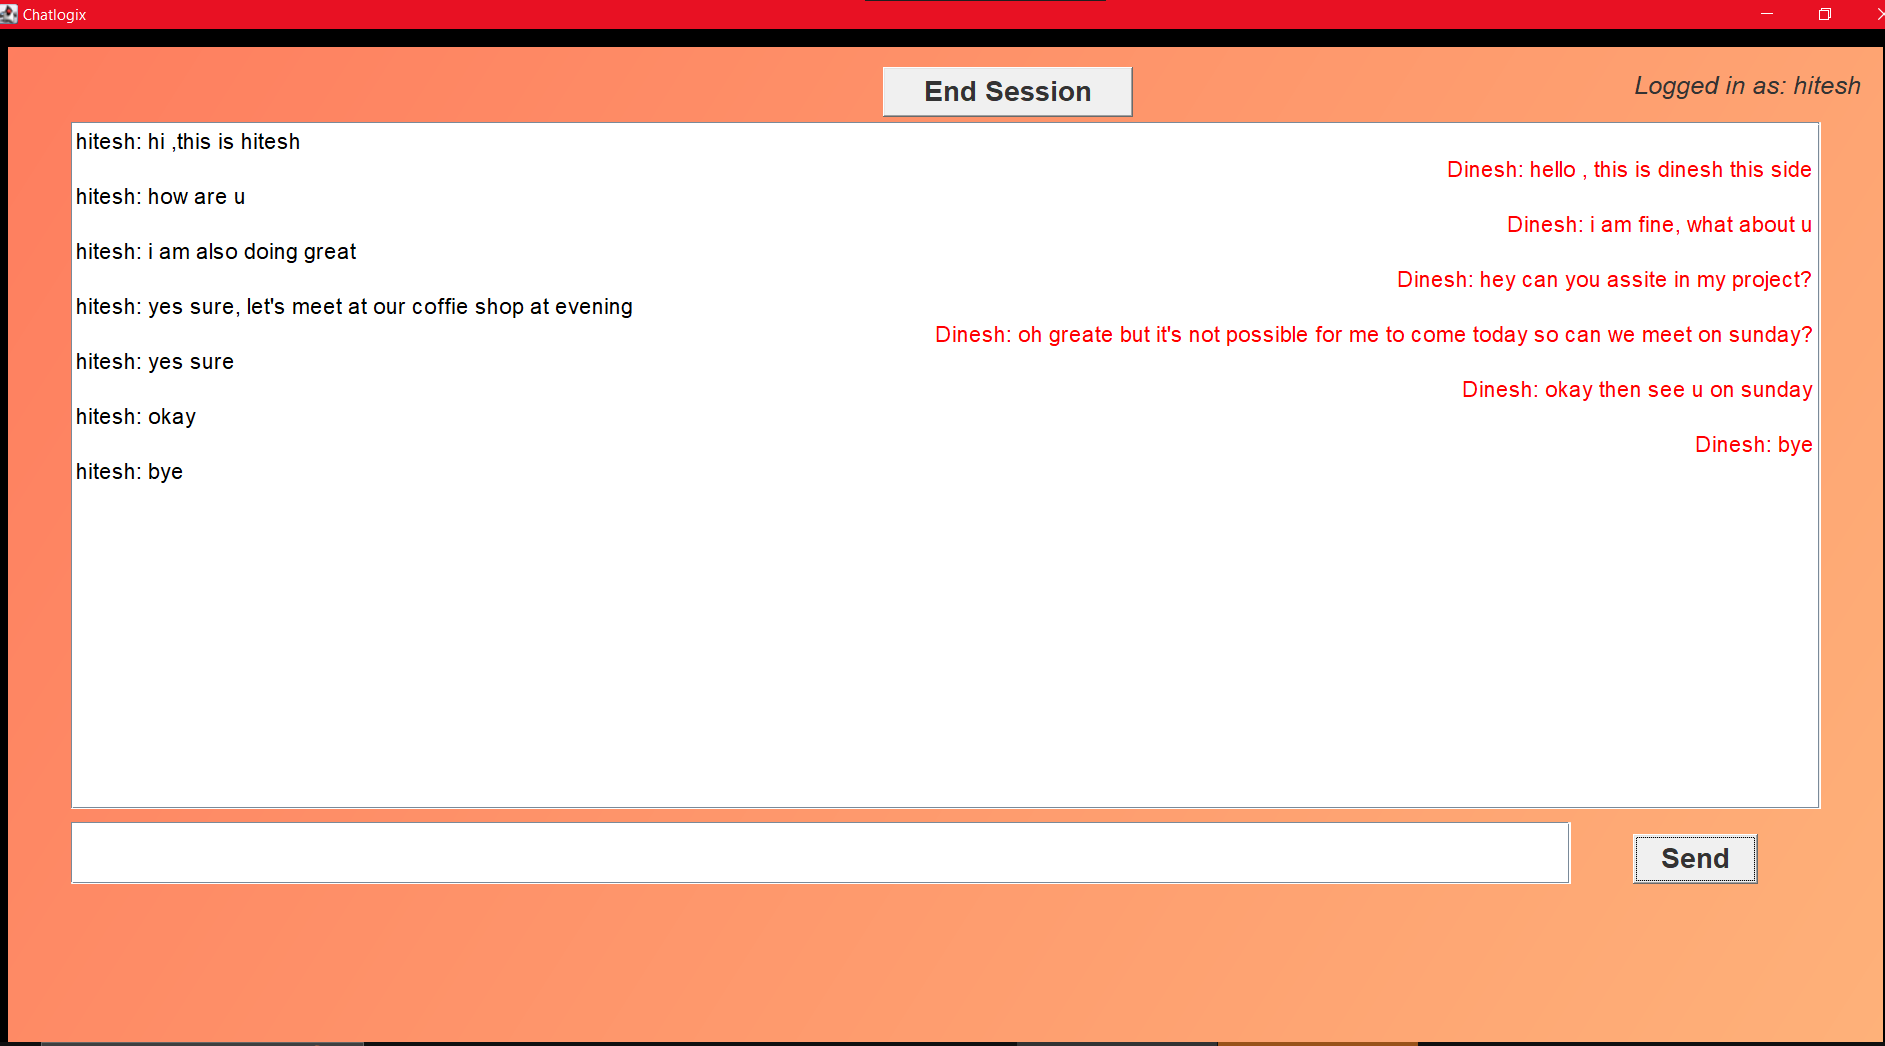 Chatlogix
End Session
Logged in as: hitesh
hitesh: hi ,this is hitesh
Dinesh: hello , this is dinesh this side
hitesh: how are u
Dinesh: i am fine, what about u
hitesh: i am also doing great
Dinesh: hey can you assite in my project?
hitesh: yes sure, let's meet at our coffie shop at evening
Dinesh: oh greate but it's not possible for me to come today so can we meet on sunday?
hitesh: yes sure
Dinesh: okay then see u on sunday
hitesh: okay
Dinesh: bye
hitesh: bye
Send